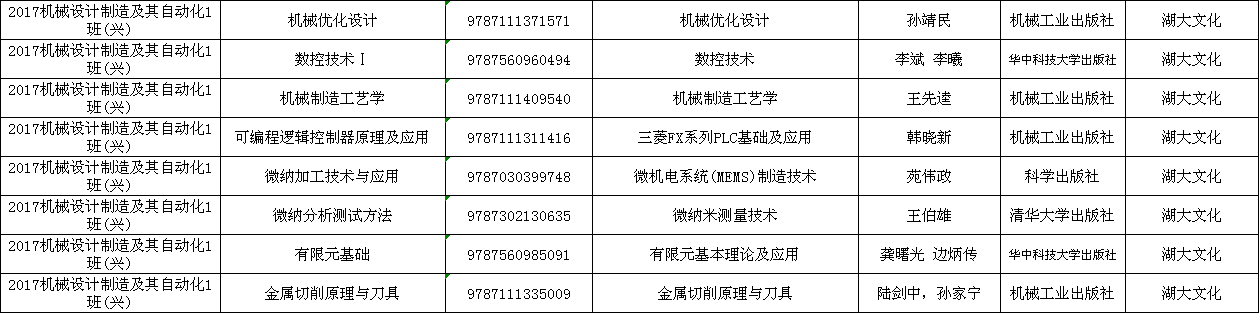 2017机械设计制造及其自动化1班(兴) 机械优化设计 9787111371571 机械优化设计 孙靖民 机械工业出版社 湖大文化
2017机械设计制造及其自动化1班(兴) 数控技术Ⅰ 9787560960494 数控技术 李斌 李曦 华中科技大学出版社 湖大文化
2017机械设计制造及其自动化1班(兴) 机械制造工艺学 9787111409540 机械制造工艺学 王先逵 机械工业出版社 湖大文化
2017机械设计制造及其自动化1班(兴) 可编程逻辑控制器原理及应用 9787111311416 三菱FX系列PLC基础及应用 韩晓新 机械工业出版社 湖大文化
2017机械设计制造及其自动化1班(兴) 微纳加工技术与应用 9787030399748 微机电系统(MEMS)制造技术 苑伟政 科学出版社 湖大文化
2017机械设计制造及其自动化1班(兴) 微纳分析测试方法 9787302130635 微纳米测量技术 王伯雄 清华大学出版社 湖大文化
2017机械设计制造及其自动化1班(兴) 有限元基础 9787560985091 有限元基本理论及应用 龚曙光 边炳传 华中科技大学出版社 湖大文化
2017机械设计制造及其自动化1班(兴) 金属切削原理与刀具 9787111335009 金属切削原理与刀具 陆剑中，孙家宁 机械工业出版社 湖大文化